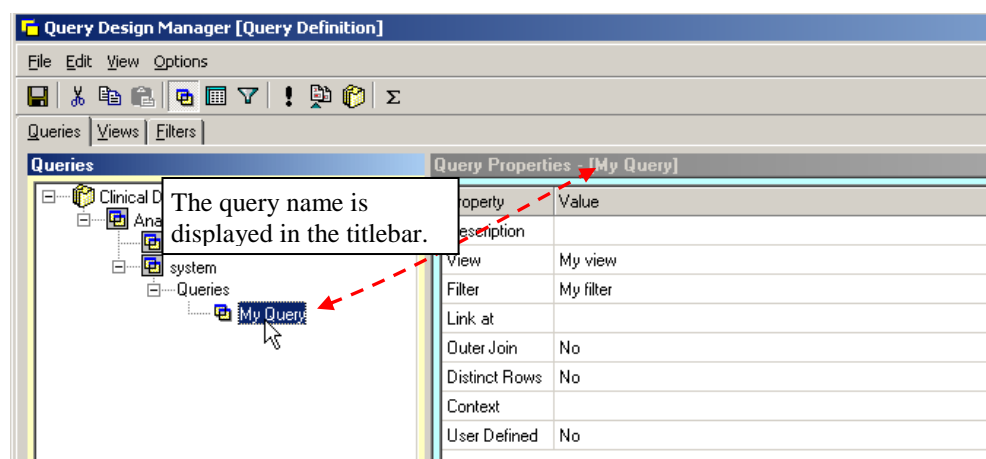 Query Design Manager [Query Definition]
File Edit View Options
Queries Views Filters
Queries
Clinical D
Ana
system
Queries
My Query
The query name is
displayed in the titlebar.
Query Properties - [My Query]
Property Value
Description
View My view
Filter My filter
Link at
Outer Join No
Distinct Rows No
Context
User Defined No